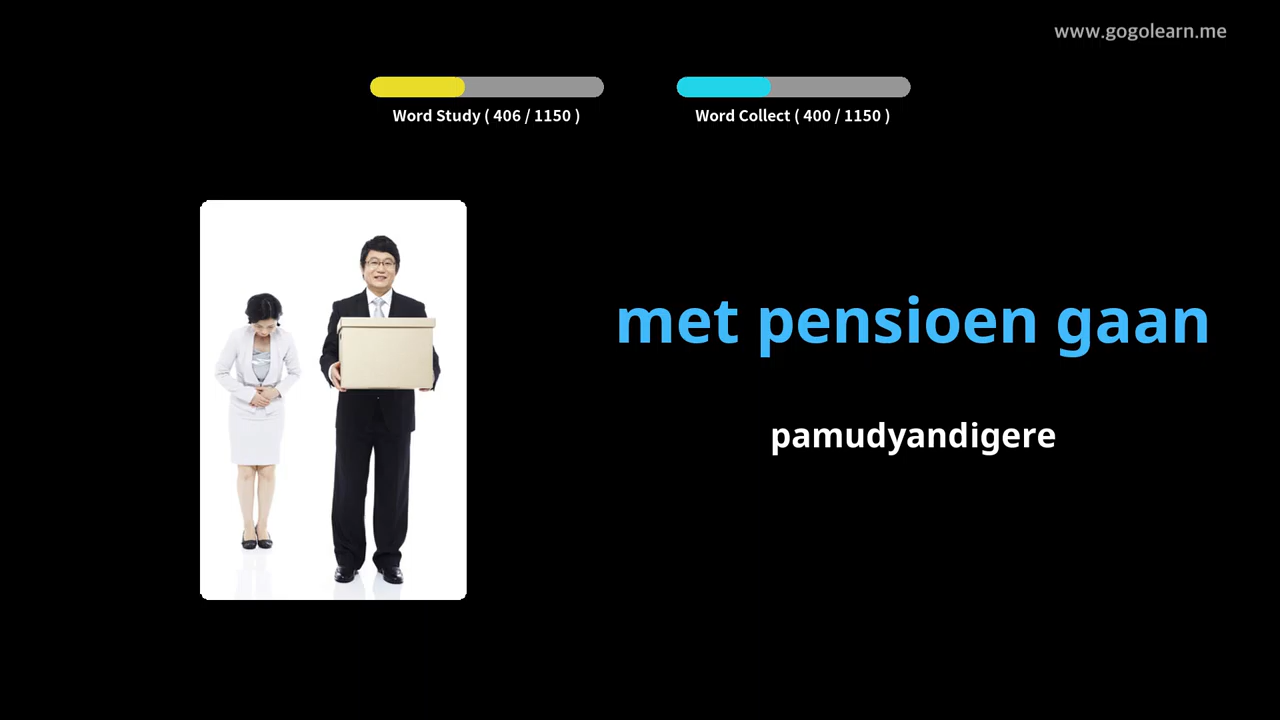 www.gogolearn.me
Word Study ( 406 / 1150 )
Word Collect ( 400 / 1150 )
met pensioen gaan
pamudyandigere